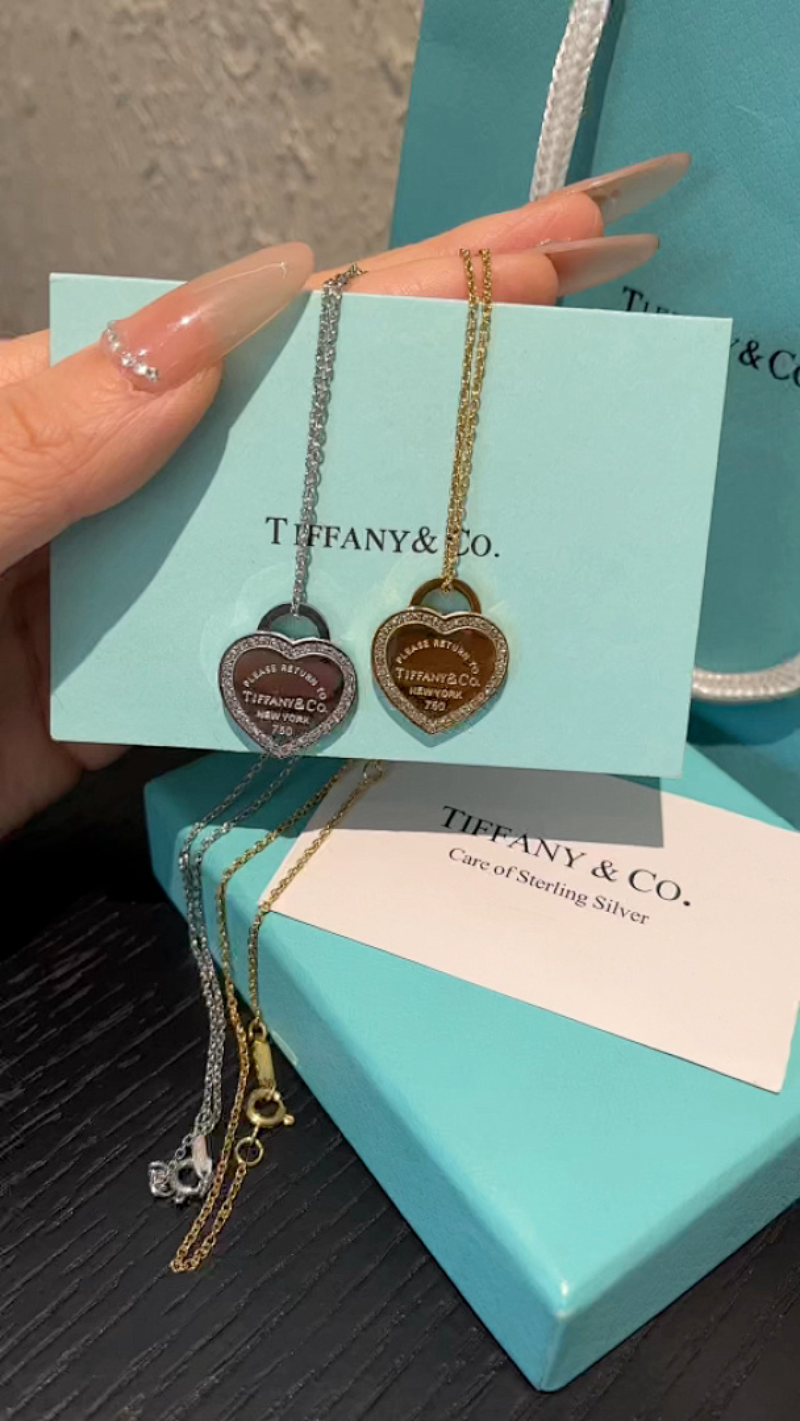 TIFFANY & CO.
TIFFANY& CO.
PLEASE RETURN TO
TIFFANY&CO.
NEW YORK
750
PLEASE RETURN TO
TIFFANY&CO.
NEW YORK
750
TIFFANY & CO.
Care of Sterling Silver